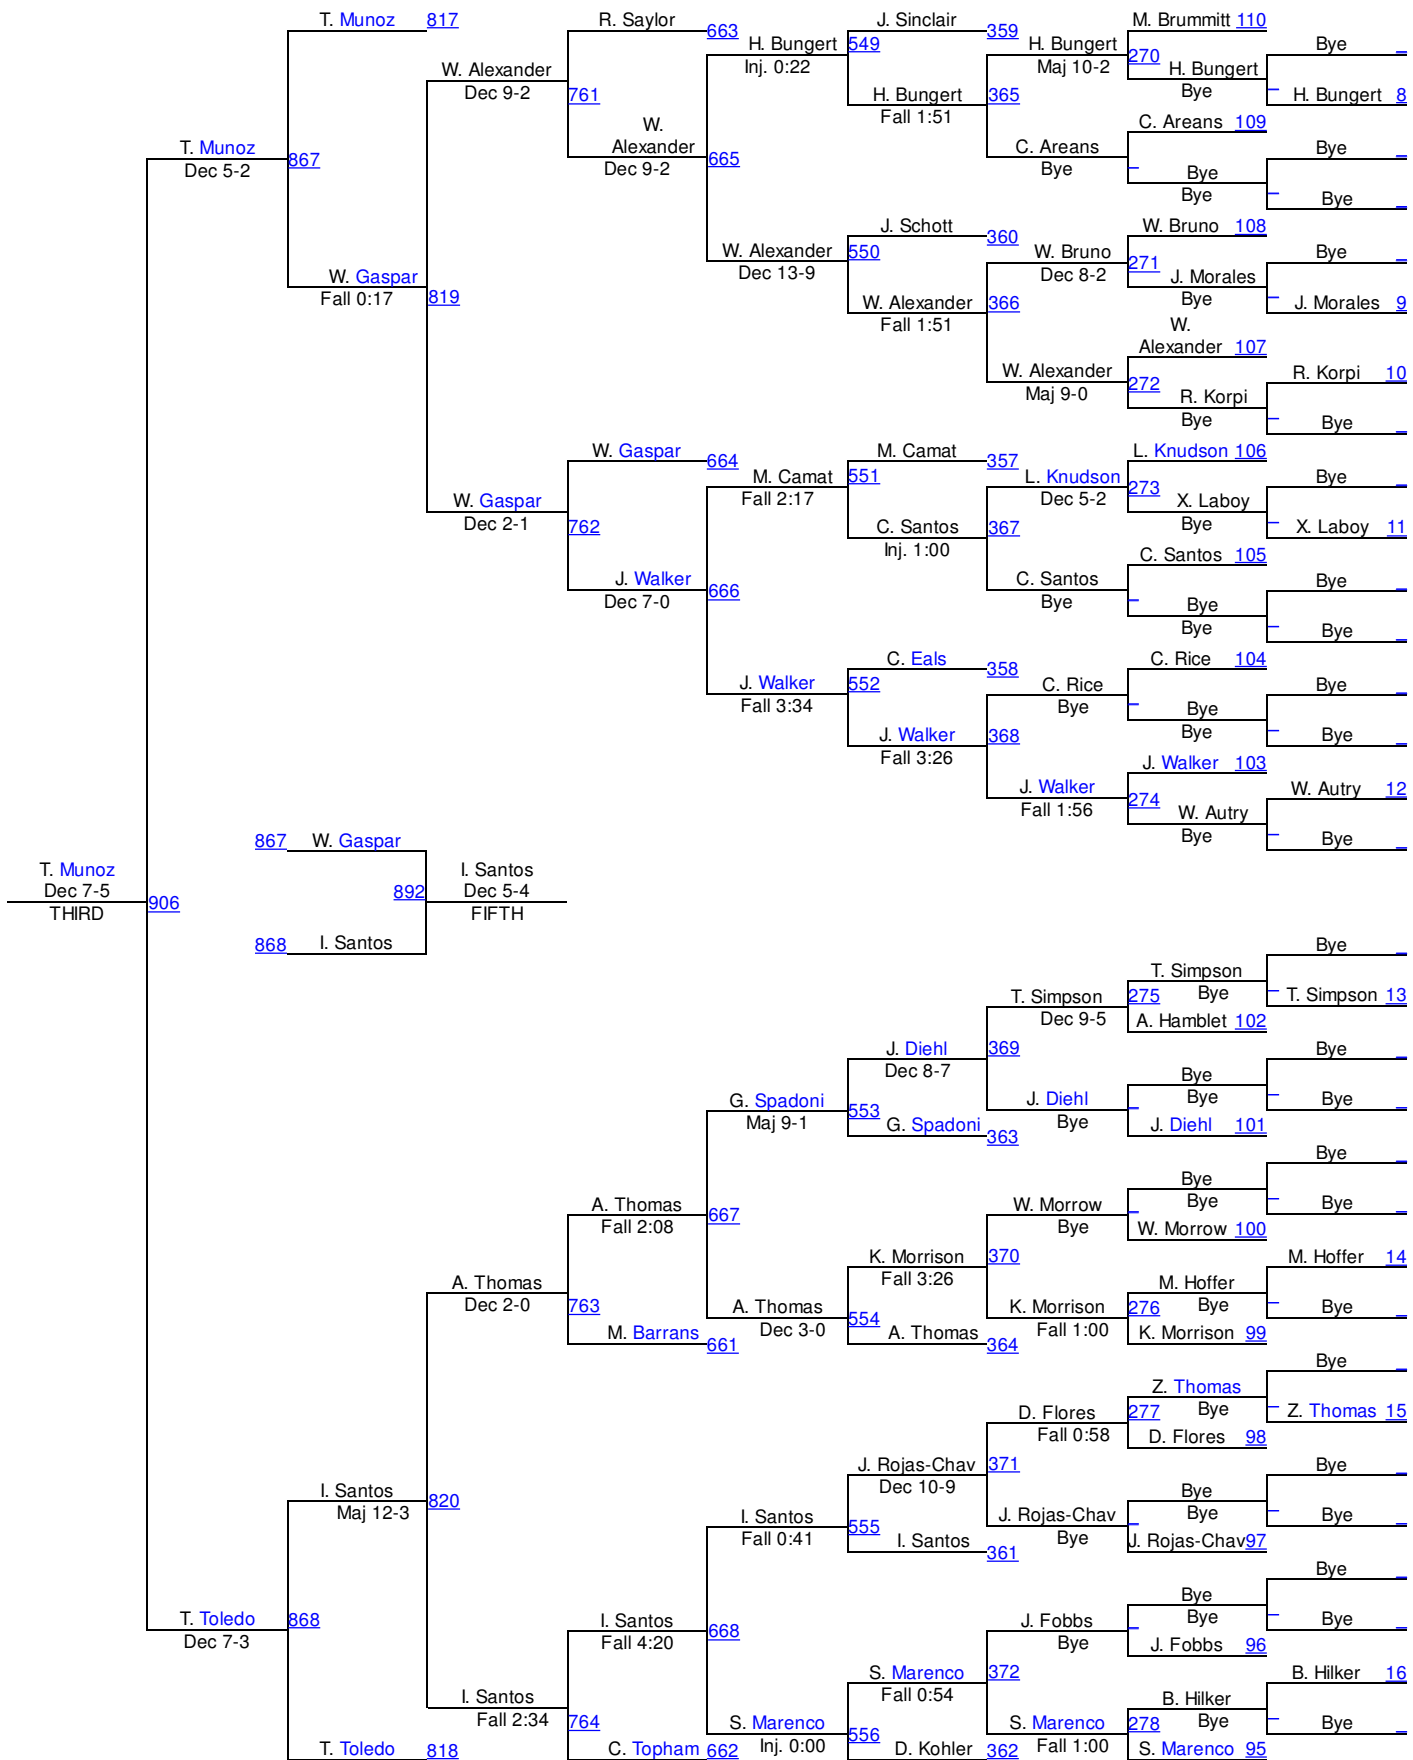 T. Munoz 817
R. Saylor 663
J. Sinclair 359
M. Brummitt 110
H. Bungert 549
Inj. 0:22
H. Bungert
Maj 10-2
270
Bye
W. Alexander
Dec 9-2
761
H. Bungert
Bye
H. Bungert 8
H. Bungert
Fall 1:51
365
W.
Alexander
Dec 9-2
665
C. Areans 109
T. Munoz
Dec 5-2
867
C. Areans
Bye
Bye
Bye
Bye
Bye
J. Schott 360
W. Bruno 108
W. Alexander
Dec 13-9
550
W. Bruno
Dec 8-2
271
Bye
W. Gaspar
Fall 0:17
819
J. Morales
Bye
J. Morales 9
W. Alexander
Fall 1:51
366
W.
Alexander 107
W. Alexander
Maj 9-0
272
R. Korpi 10
R. Korpi
Bye
Bye
W. Gaspar 664
M. Camat 357
L. Knudson 106
M. Camat
Fall 2:17
551
L. Knudson
Dec 5-2
273
Bye
W. Gaspar
Dec 2-1
762
X. Laboy
Bye
X. Laboy 11
C. Santos
Inj. 1:00
367
C. Santos 105
J. Walker
Dec 7-0
666
C. Santos
Bye
Bye
Bye
Bye
Bye
C. Eals 358
C. Rice 104
J. Walker
Fall 3:34
552
C. Rice
Bye
Bye
Bye
Bye
Bye
J. Walker
Fall 3:26
368
J. Walker 103
J. Walker
Fall 1:56
274
W. Autry 12
W. Autry
Bye
Bye
867 W. Gaspar
T. Munoz
Dec 7-5
THIRD
906
892
I. Santos
Dec 5-4
FIFTH
868 I. Santos
Bye
T. Simpson
Bye
T. Simpson 13
T. Simpson
Dec 9-5
275
A. Hamblet 102
J. Diehl
Dec 8-7
369
Bye
Bye
Bye
Bye
J. Diehl
Bye
J. Diehl 101
G. Spadoni
Maj 9-1
553
G. Spadoni 363
Bye
Bye
Bye
Bye
A. Thomas
Fall 2:08
667
W. Morrow
Bye
W. Morrow 100
K. Morrison
Fall 3:26
370
M. Hoffer 14
M. Hoffer
Bye
Bye
A. Thomas
Dec 2-0
763
A. Thomas
Dec 3-0
554
K. Morrison
Fall 1:00
276
K. Morrison 99
M. Barrans 661
A. Thomas 364
Bye
Z. Thomas
Bye
Z. Thomas 15
D. Flores
Fall 0:58
277
D. Flores 98
J. Rojas-Chav
Dec 10-9
371
Bye
I. Santos
Maj 12-3
820
Bye
Bye
Bye
I. Santos
Fall 0:41
555
J. Rojas-Chav
Bye
J. Rojas-Chav 97
I. Santos 361
Bye
Bye
Bye
Bye
T. Toledo
Dec 7-3
868
I. Santos
Fall 4:20
668
J. Fobbs
Bye
J. Fobbs 96
S. Marenco
Fall 0:54
372
B. Hilker 16
I. Santos
Fall 2:34
764
B. Hilker
Bye
Bye
S. Marenco
Inj. 0:00
556
S. Marenco
Fall 1:00
278
T. Toledo 818
C. Topham 662
D. Kohler 362
S. Marenco 95